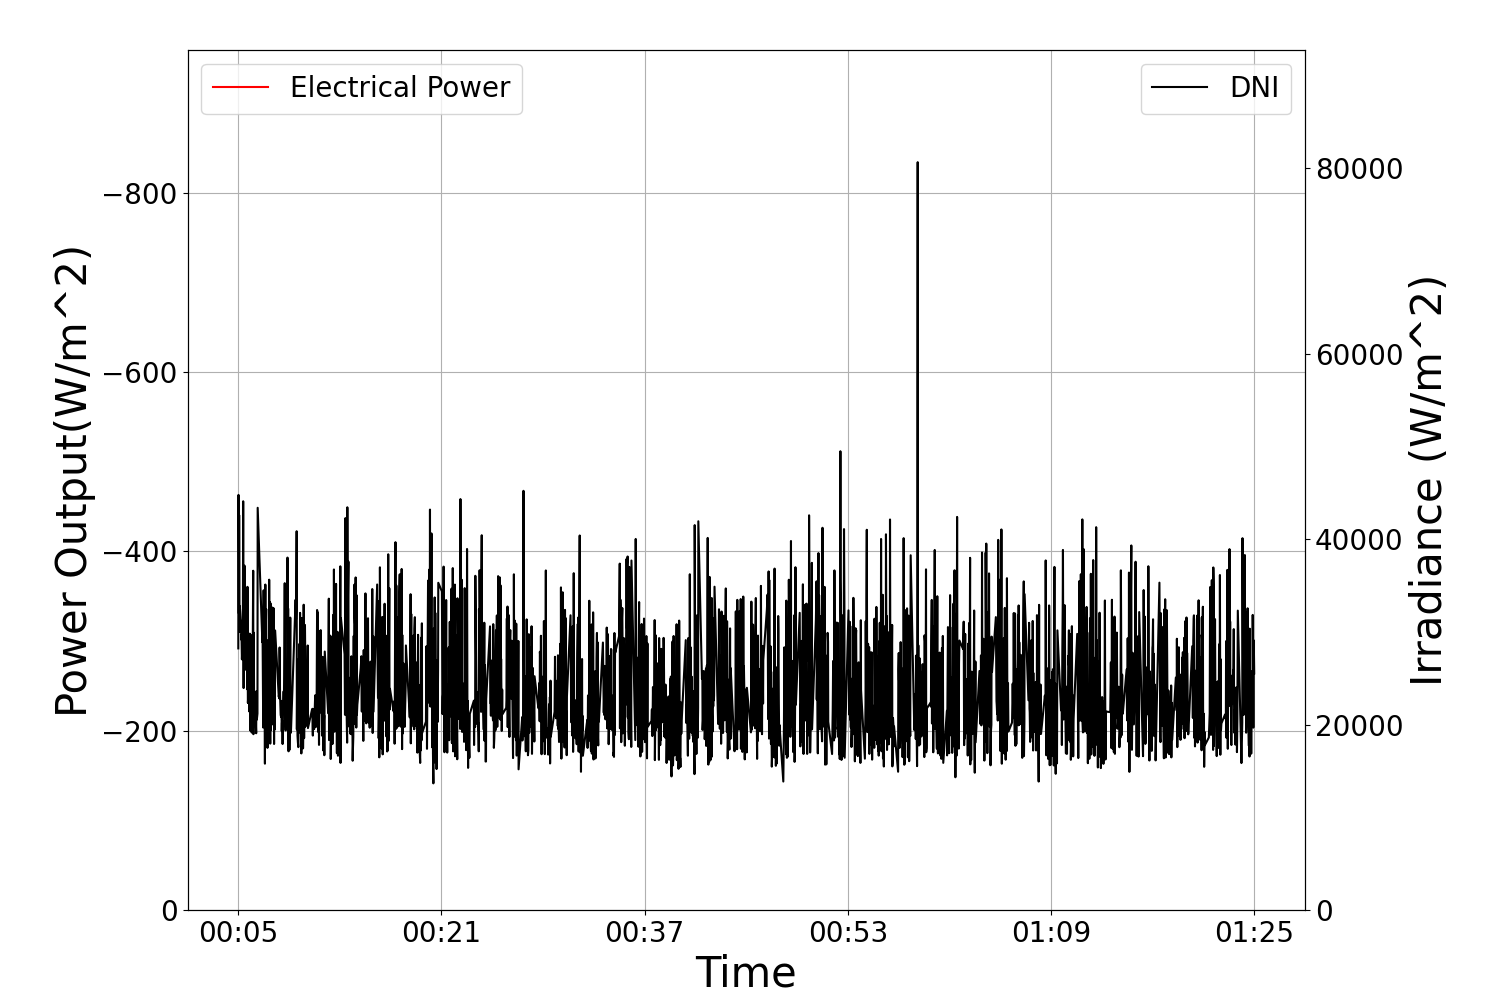 Electrical Power
DNI
Power Output(W/m^2)
−800
−600
−400
−200
0
80000
60000
40000
20000
0
Irradiance (W/m^2)
00:05 00:21 00:37 00:53 01:09 01:25
Time